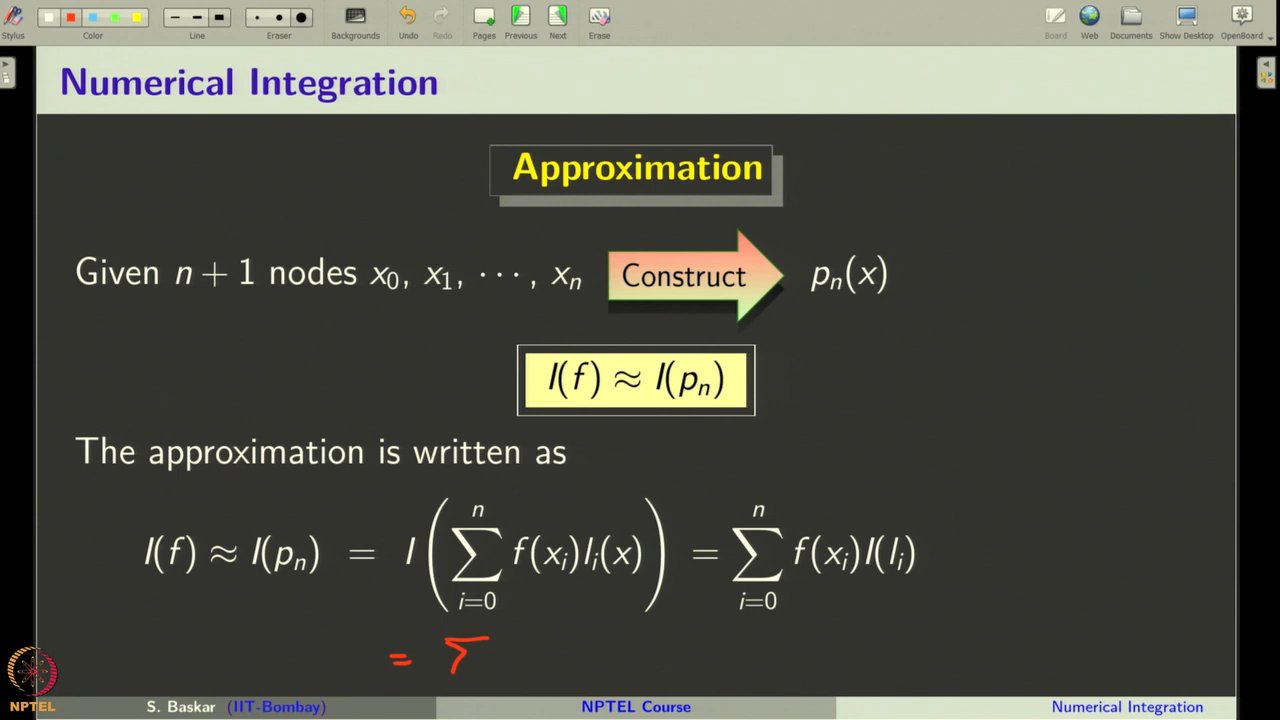 Stylus Color Line Eraser Backgrounds Undo Redo Pages Previous Next Erase Board Web Documents Show Desktop OpenBoard
Numerical Integration
Approximation
Given n + 1 nodes x₀, x₁, ⋯ , xₙ Construct pₙ(x)
I(f) ≈ I(pₙ)
The approximation is written as
I(f) ≈ I(pₙ) = I(∑_{i=0}^{n} f(xᵢ)lᵢ(x)) = ∑_{i=0}^{n} f(xᵢ)I(lᵢ)
= Σ
NPTEL S. Baskar (IIT-Bombay) NPTEL Course Numerical Integration